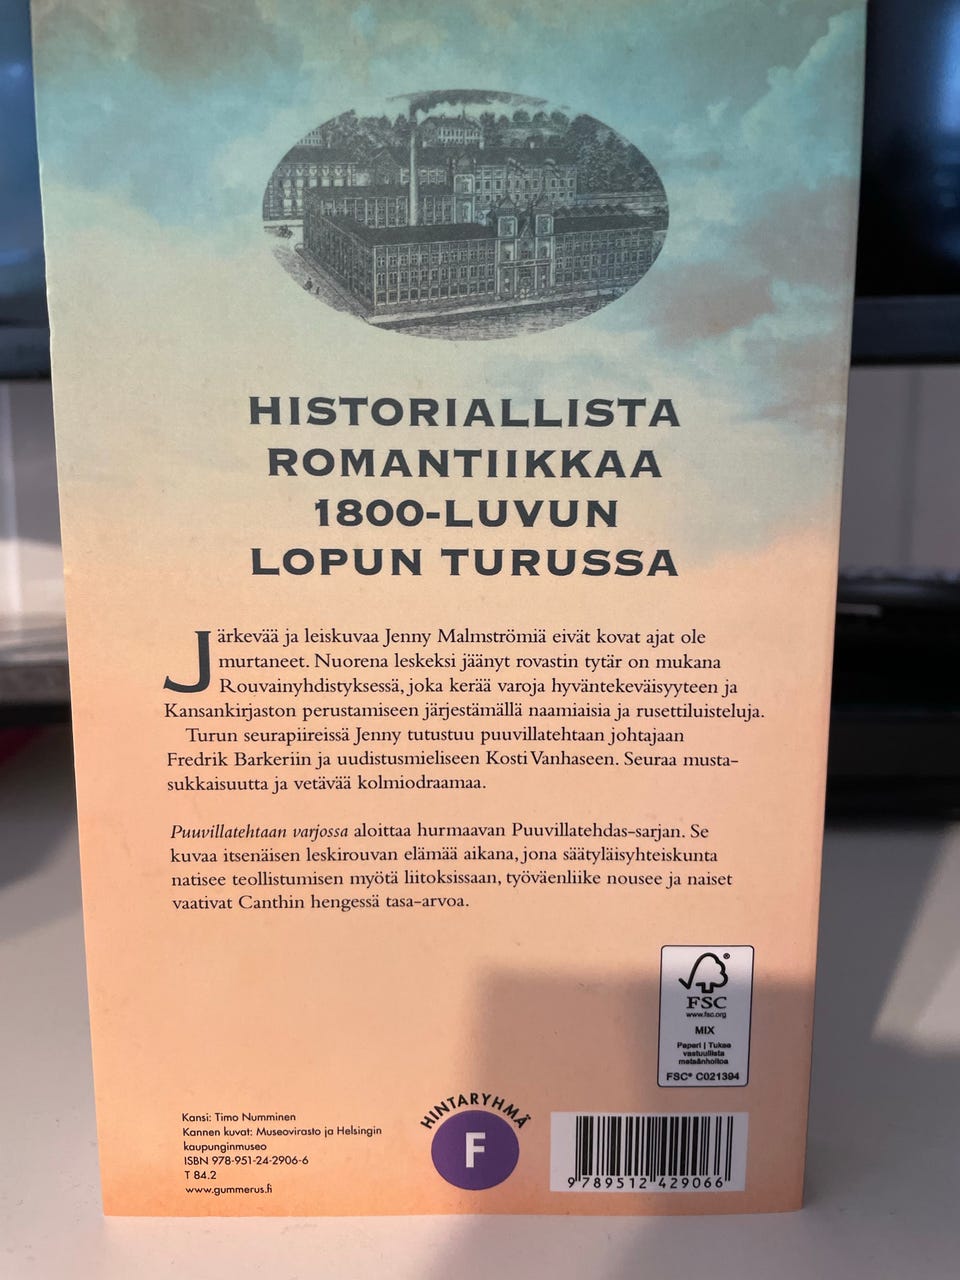 HISTORIALLISTA
ROMANTIIKKAA
1800-LUVUN
LOPUN TURUSSA
Järkevää ja leiskuvaa Jenny Malmströmiä eivät kovat ajat ole
murtaneet. Nuorena leskeksi jäänyt rovastin tytär on mukana
Rouvainyhdistyksessä, joka kerää varoja hyväntekeväisyyteen ja
Kansankirjaston perustamiseen järjestämällä naamiaisia ja rusettiluisteluja.
Turun seurapiireissä Jenny tutustuu puuvillatehtaan johtajaan
Fredrik Barkeriin ja uudistusmieliseen Kosti Vanhaseen. Seuraa musta-
sukkaisuutta ja vetävää kolmiodraamaa.
Puuvillatehtaan varjossa aloittaa hurmaavan Puuvillatehdas-sarjan. Se
kuvaa itsenäisen leskirouvan elämää aikana, jona säätyläisyhteiskunta
natisee teollistumisen myötä liitoksissaan, työväenliike nousee ja naiset
vaativat Canthin hengessä tasa-arvoa.
®
FSC
www.fsc.org
MIX
Paperi | Tukee
vastuullista
metsänhoitoa
FSC® C021394
Kansi: Timo Numminen
Kannen kuvat: Museovirasto ja Helsingin
kaupunginmuseo
ISBN 978-951-24-2906-6
T 84.2
www.gummerus.fi
HINTARYHMÄ
F
9 789512 429066